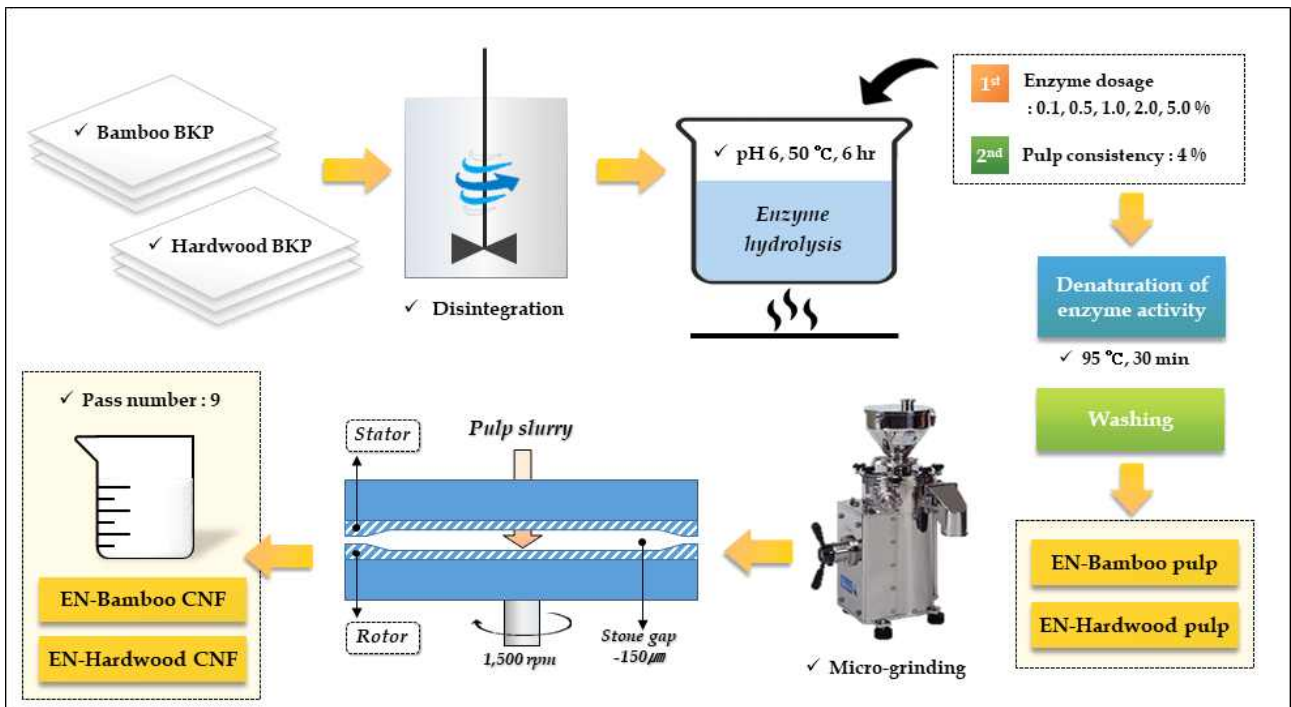 ✓ Bamboo BKP
✓ Hardwood BKP
✓ Disintegration
✓ pH 6, 50 ℃, 6 hr
Enzyme
hydrolysis
1st Enzyme dosage
: 0.1, 0.5, 1.0, 2.0, 5.0 %
2nd Pulp consistency : 4 %
Denaturation of
enzyme activity
✓ 95 ℃, 30 min
Washing
EN-Bamboo pulp
EN-Hardwood pulp
✓ Micro-grinding
Pulp slurry
Stator
Rotor
1,500 rpm
Stone gap
-150㎛
✓ Pass number : 9
EN-Bamboo CNF
EN-Hardwood CNF